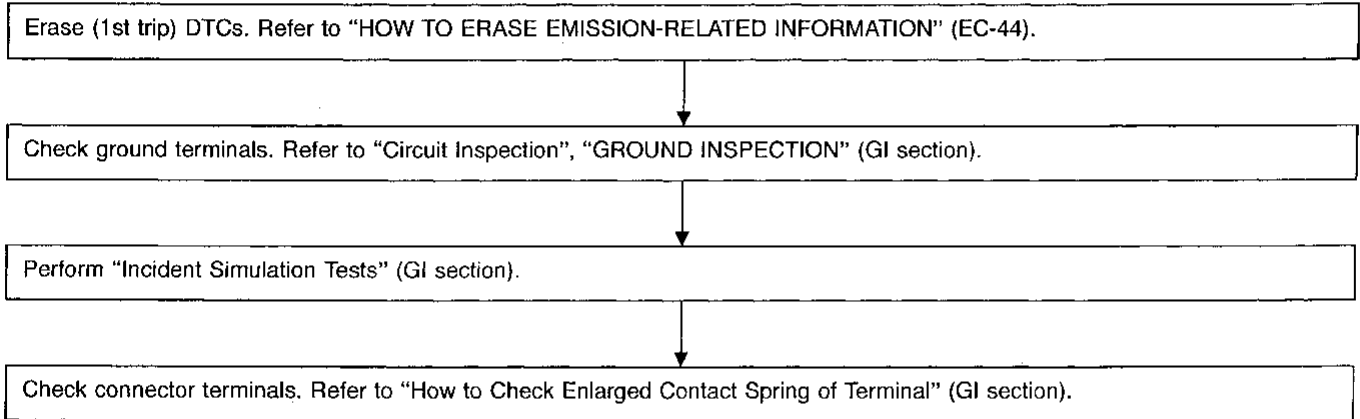 Erase (1st trip) DTCs. Refer to “HOW TO ERASE EMISSION-RELATED INFORMATION” (EC-44).
Check ground terminals. Refer to “Circuit Inspection”, “GROUND INSPECTION” (GI section).
Perform “Incident Simulation Tests” (GI section).
Check connector terminals. Refer to “How to Check Enlarged Contact Spring of Terminal” (GI section).